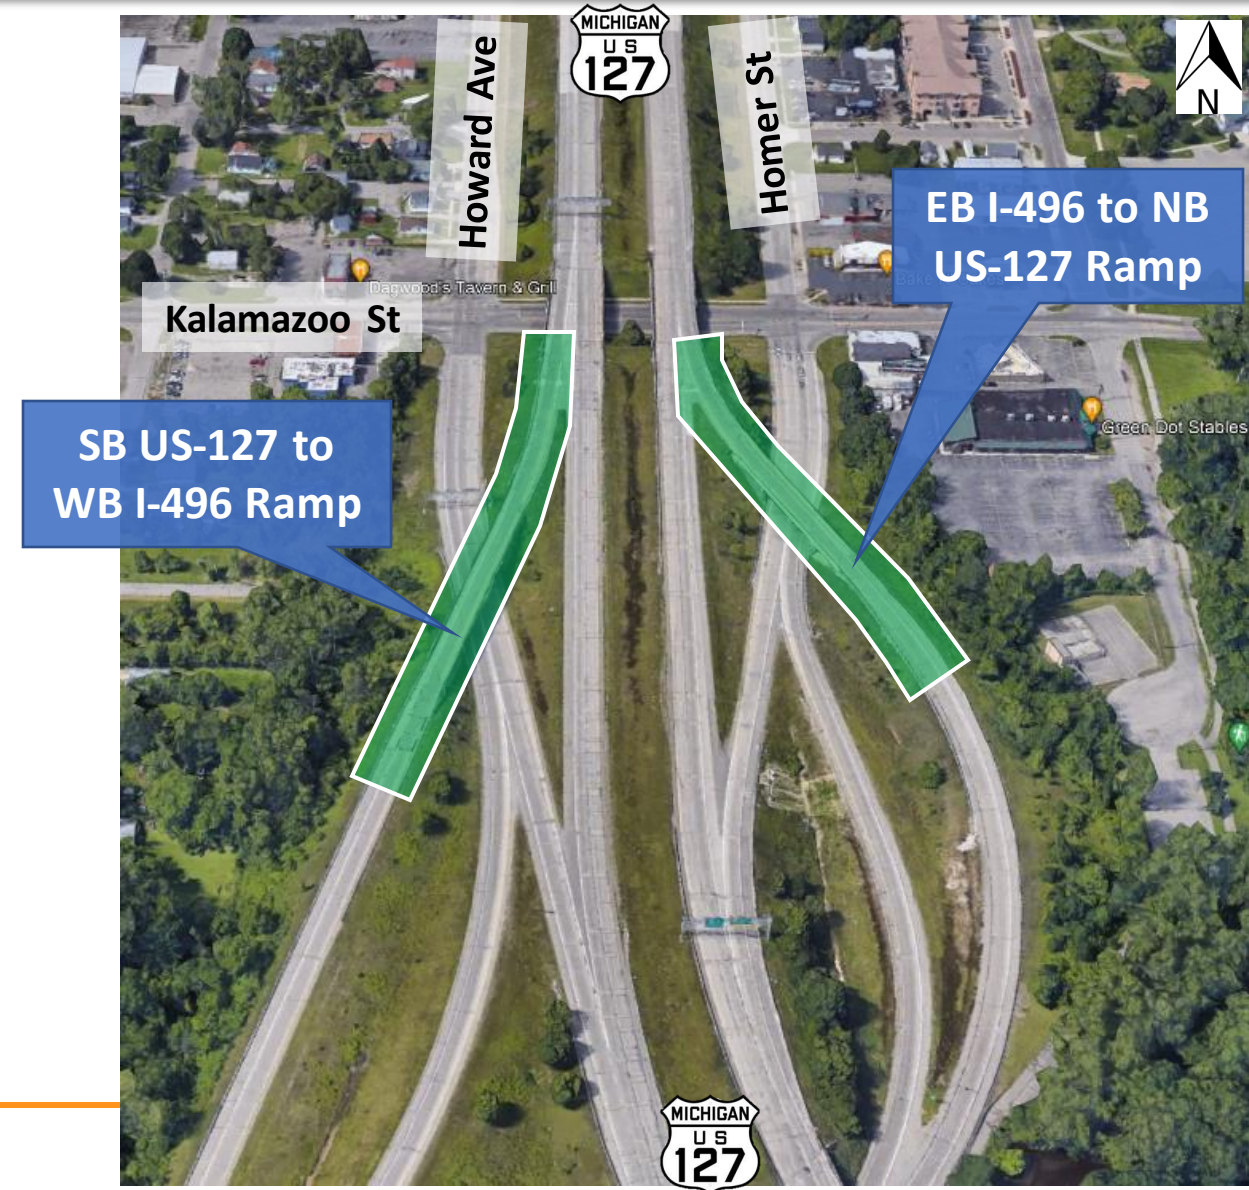 MICHIGAN
US
127
Howard Ave
Homer St
N
EB I-496 to NB
US-127 Ramp
Dagwood's Tavern & Grill
Kalamazoo St
SB US-127 to
WB I-496 Ramp
Green Dot Stables
MICHIGAN
US
127